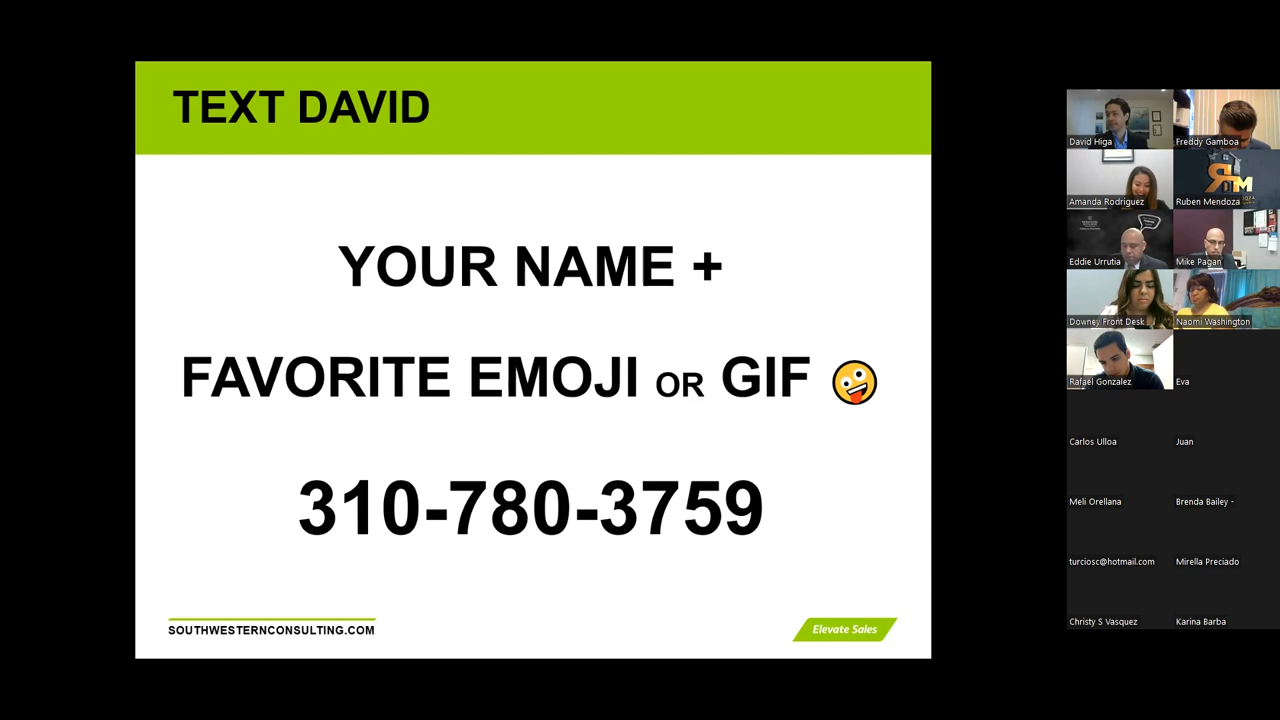 TEXT DAVID
YOUR NAME +
FAVORITE EMOJI OR GIF 🤪
310-780-3759
SOUTHWESTERNCONSULTING.COM
Elevate Sales
David Higa
Freddy Gamboa
Amanda Rodriguez
Ruben Mendoza
Eddie Urrutia
Mike Pagan
Downey Front Desk
Naomi Washington
Rafael Gonzalez
Eva
Carlos Ulloa
Juan
Meli Orellana
Brenda Bailey -
turciosc@hotmail.com
Mirella Preciado
Christy S Vasquez
Karina Barba